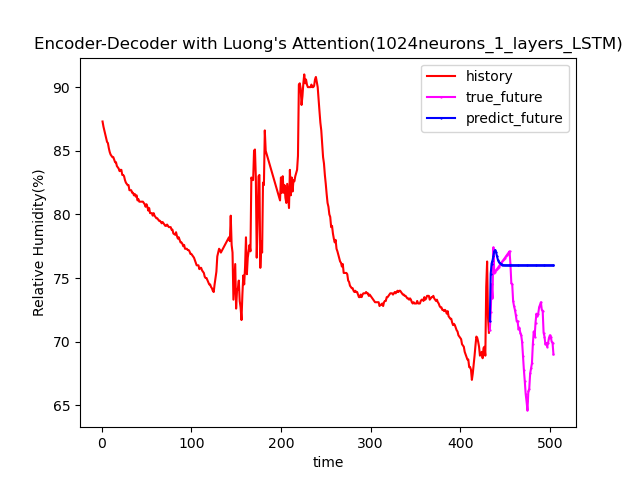 Encoder-Decoder with Luong's Attention(1024neurons_1_layers_LSTM)
history
true_future
predict_future
Relative Humidity(%)
90
85
80
75
70
65
0 100 200 300 400 500
time